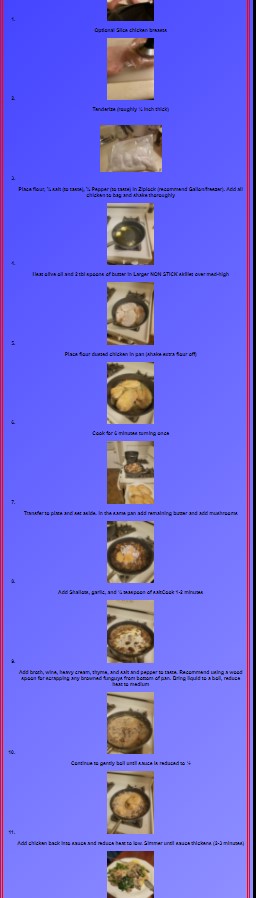 1.
Optional Slice chicken breasts
2.
Tenderize (roughly ¼ inch thick)
3.
Place flour, ½ salt (to taste), ½ Pepper (to taste) in Ziplock (recommend Gallon/freezer). Add all
chicken to bag and shake thoroughly
4.
Heat olive oil and 2 tbl spoons of butter in Larger NON STICK skillet over med-high
5.
Place flour dusted chicken in pan (shake extra flour off)
6.
Cook for 6 minutes turning once
7.
Transfer to plate and set aside. In the same pan add remaining butter and add mushrooms
8.
Add Shallots, garlic, and teaspoon of salt Cook 1-2 minutes
9.
Add broth, wine, heavy cream, thyme, and salt and pepper to taste. Recommend using a wood
spoon for scrapping any browned funguys from bottom of pan. Bring liquid to a boil, reduce
heat to medium
10.
Continue to gently boil until sauce is reduced to
11.
Add chicken back into sauce and reduce heat to low. Simmer until sauce thickens (2-3 minutes)